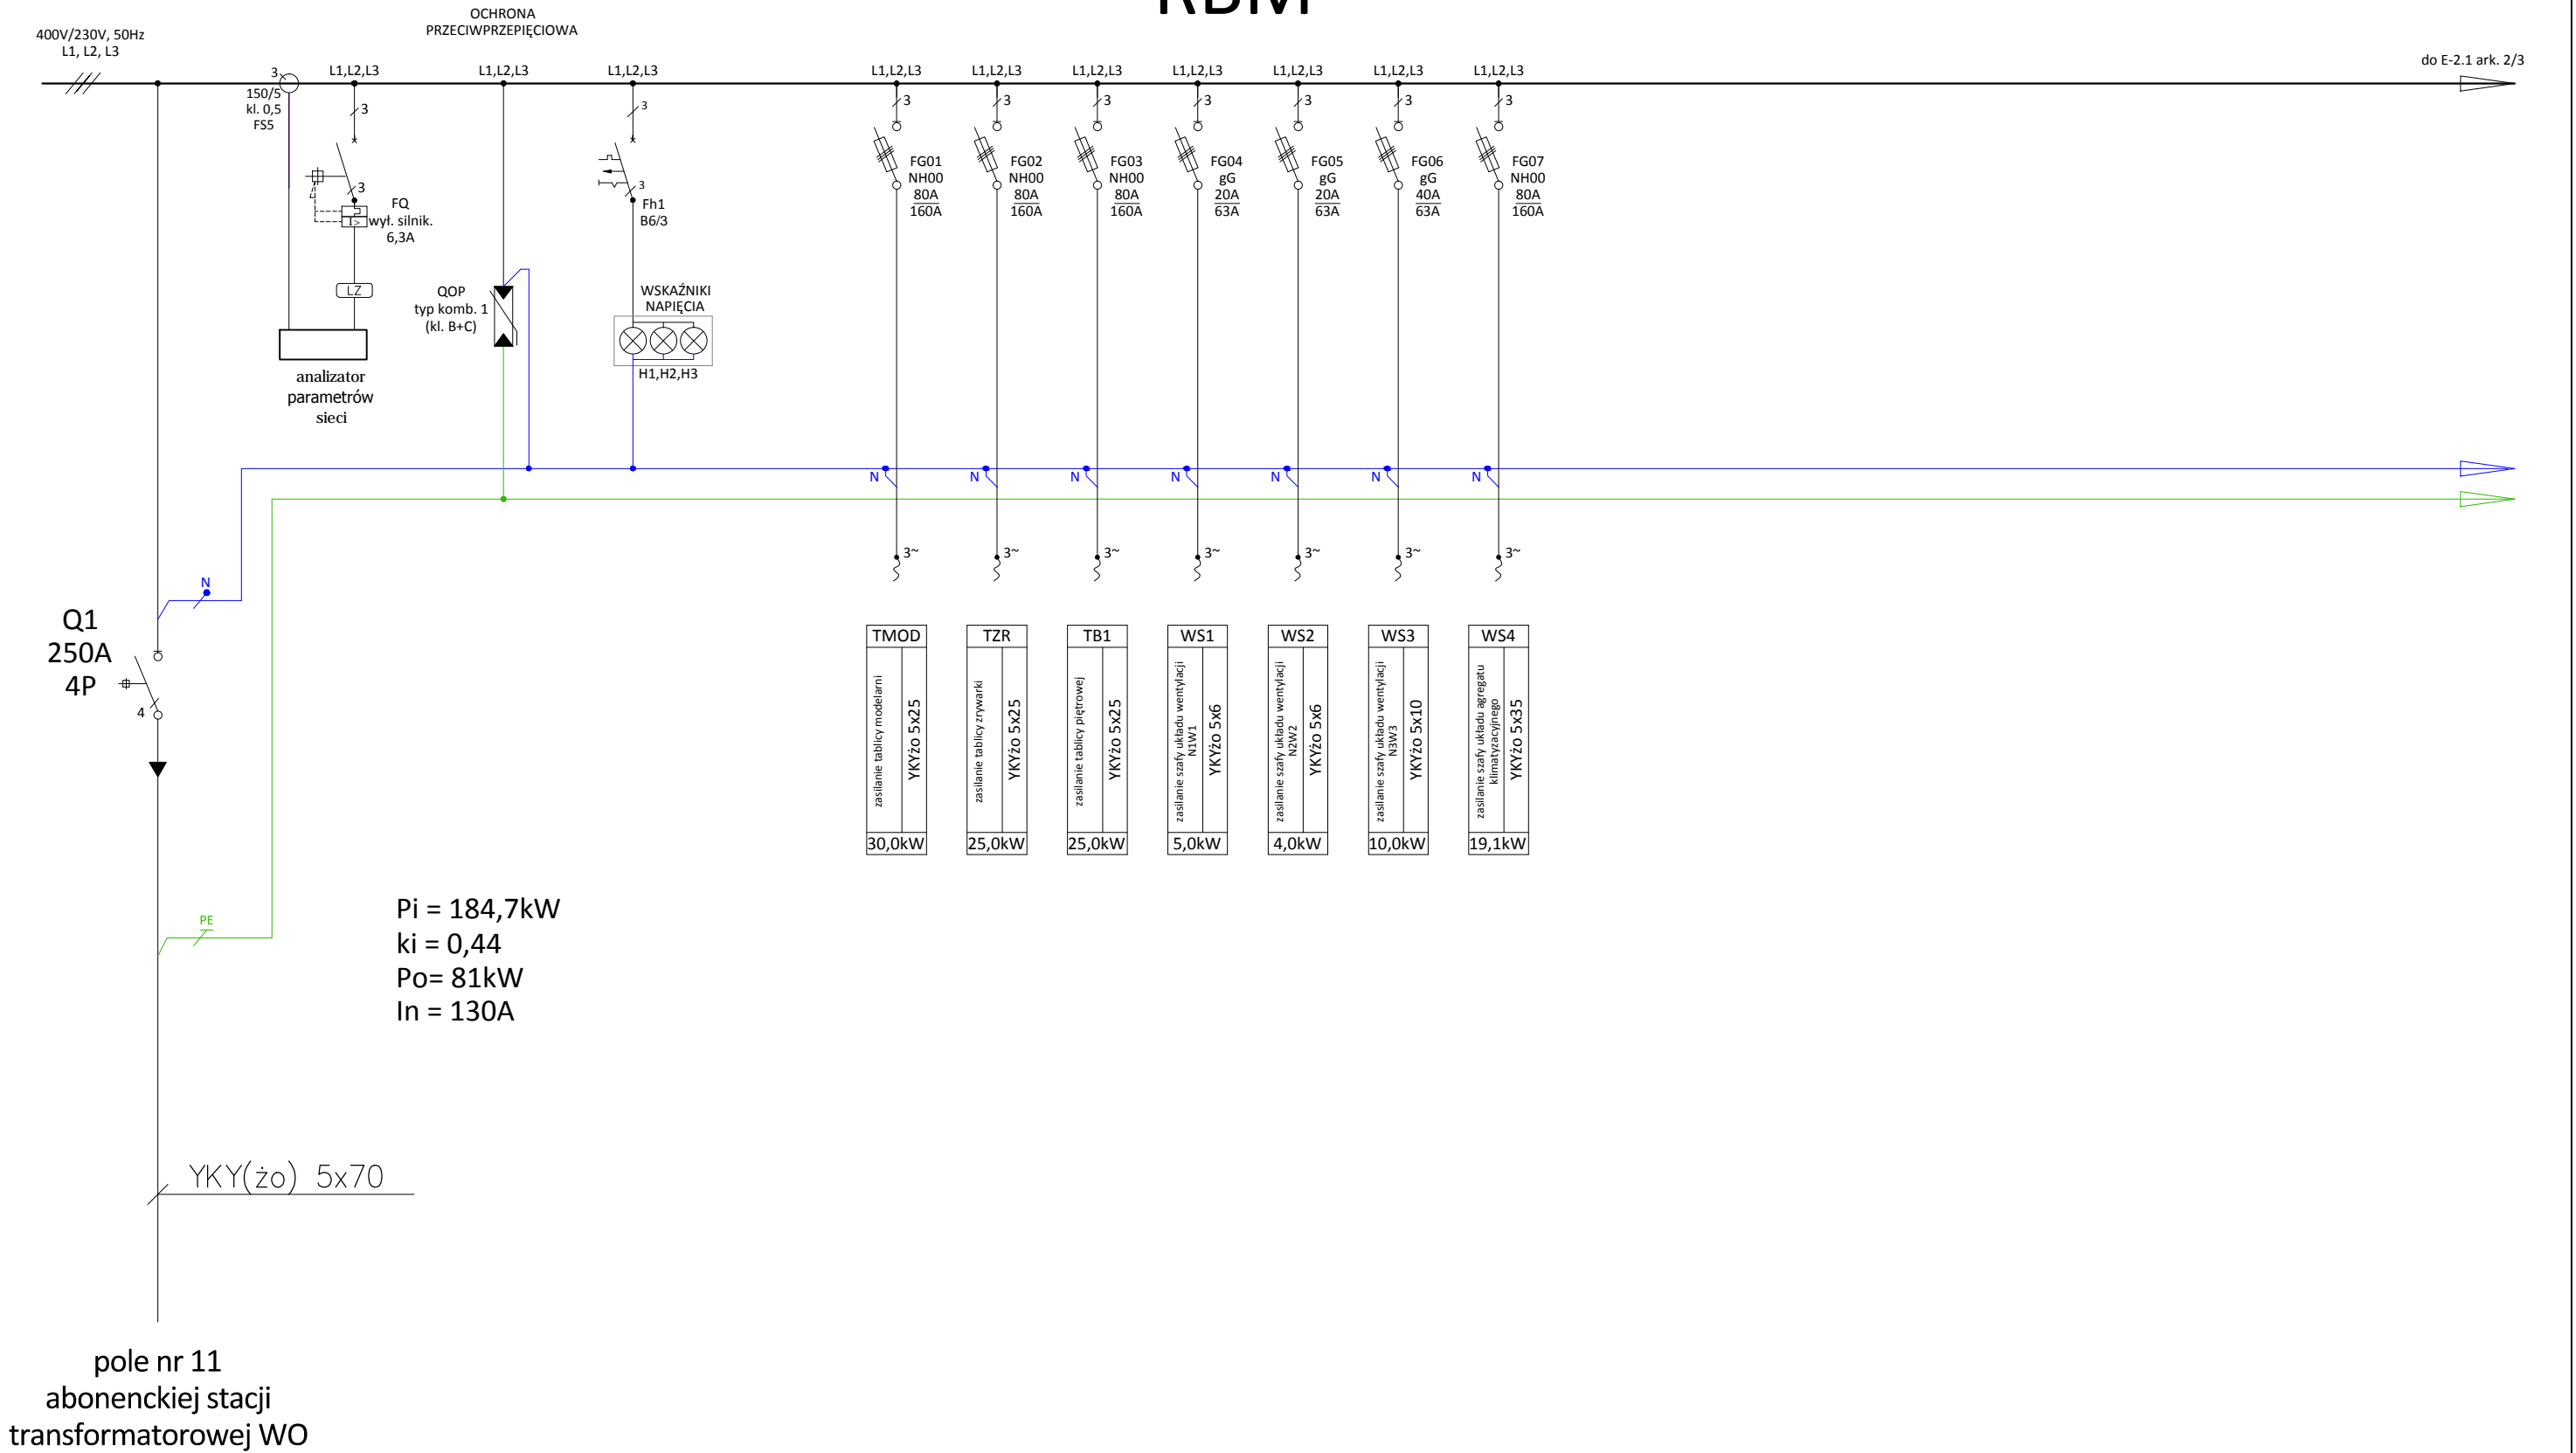 RBM
OCHRONA
PRZECIWPRZEPIĘCIOWA
400V/230V, 50Hz
L1, L2, L3
do E-2.1 ark. 2/3
3
150/5
kl. 0,5
FS5
L1,L2,L3
3
3
FQ
wył. silnik.
6,3A
I>
LZ
analizator
parametrów
sieci
L1,L2,L3
QOP
typ komb. 1
(kl. B+C)
L1,L2,L3
3
3
Fh1
B6/3
WSKAŹNIKI
NAPIĘCIA
H1,H2,H3
L1,L2,L3
3
FG01
NH00
80A
160A
N
3~
L1,L2,L3
3
FG02
NH00
80A
160A
N
3~
L1,L2,L3
3
FG03
NH00
80A
160A
N
3~
L1,L2,L3
3
FG04
gG
20A
63A
N
3~
L1,L2,L3
3
FG05
gG
20A
63A
N
3~
L1,L2,L3
3
FG06
gG
40A
63A
N
3~
L1,L2,L3
3
FG07
NH00
80A
160A
N
3~
N
Q1
250A
4P
4
TMOD
zasilanie tablicy modelarni
YKYżo 5x25
30,0kW
TZR
zasilanie tablicy zrywarki
YKYżo 5x25
25,0kW
TB1
zasilanie tablicy piętrowej
YKYżo 5x25
25,0kW
WS1
zasilanie szafy układu wentylacji
N1W1
YKYżo 5x6
5,0kW
WS2
zasilanie szafy układu wentylacji
N2W2
YKYżo 5x6
4,0kW
WS3
zasilanie szafy układu wentylacji
N3W3
YKYżo 5x10
10,0kW
WS4
zasilanie szafy układu agregatu
klimatyzacyjnego
YKYżo 5x35
19,1kW
PE
Pi = 184,7kW
ki = 0,44
Po= 81kW
In = 130A
YKY(żo) 5x70
pole nr 11
abonenckiej stacji
transformatorowej WO